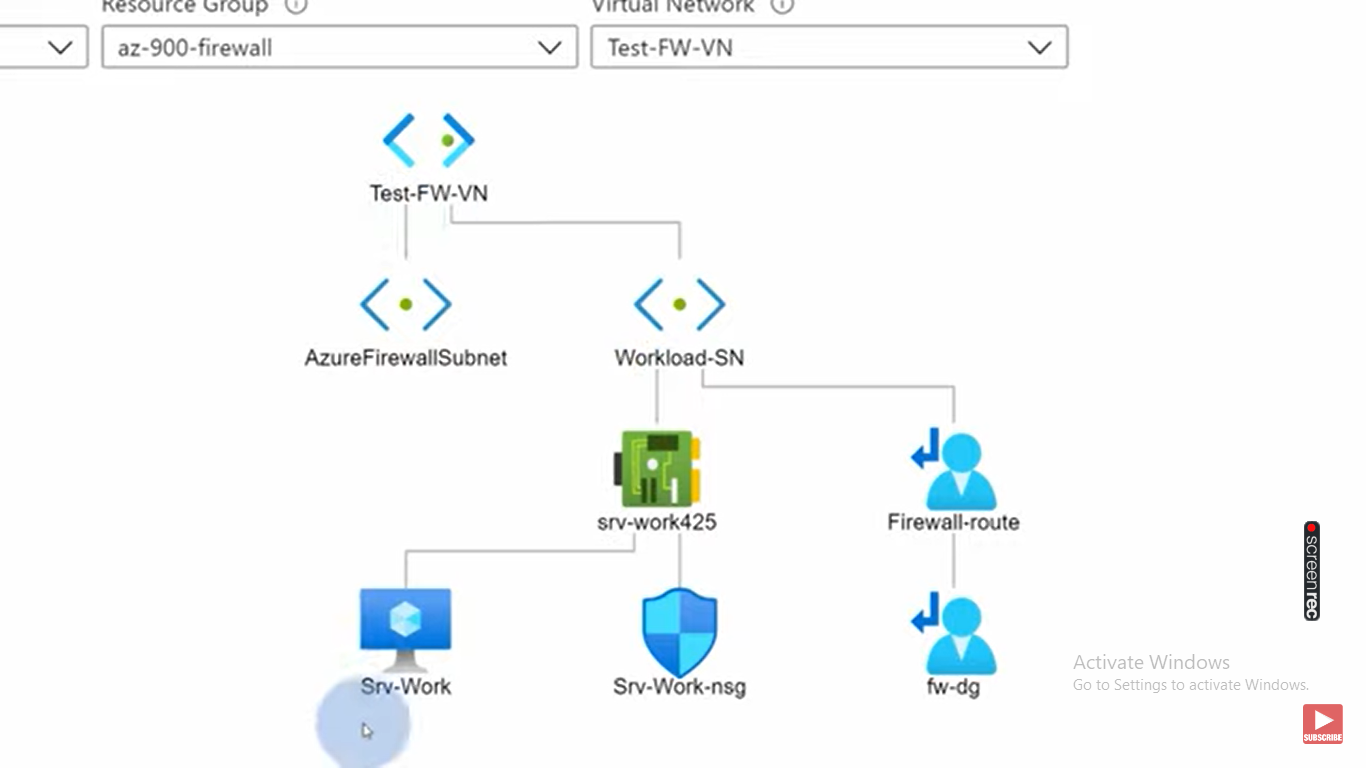 Resource Group
Virtual Network
az-900-firewall
Test-FW-VN
Test-FW-VN
AzureFirewallSubnet
Workload-SN
srv-work425
Firewall-route
Srv-Work
Srv-Work-nsg
fw-dg
screenrec
Activate Windows
Go to Settings to activate Windows.
SUBSCRIBE